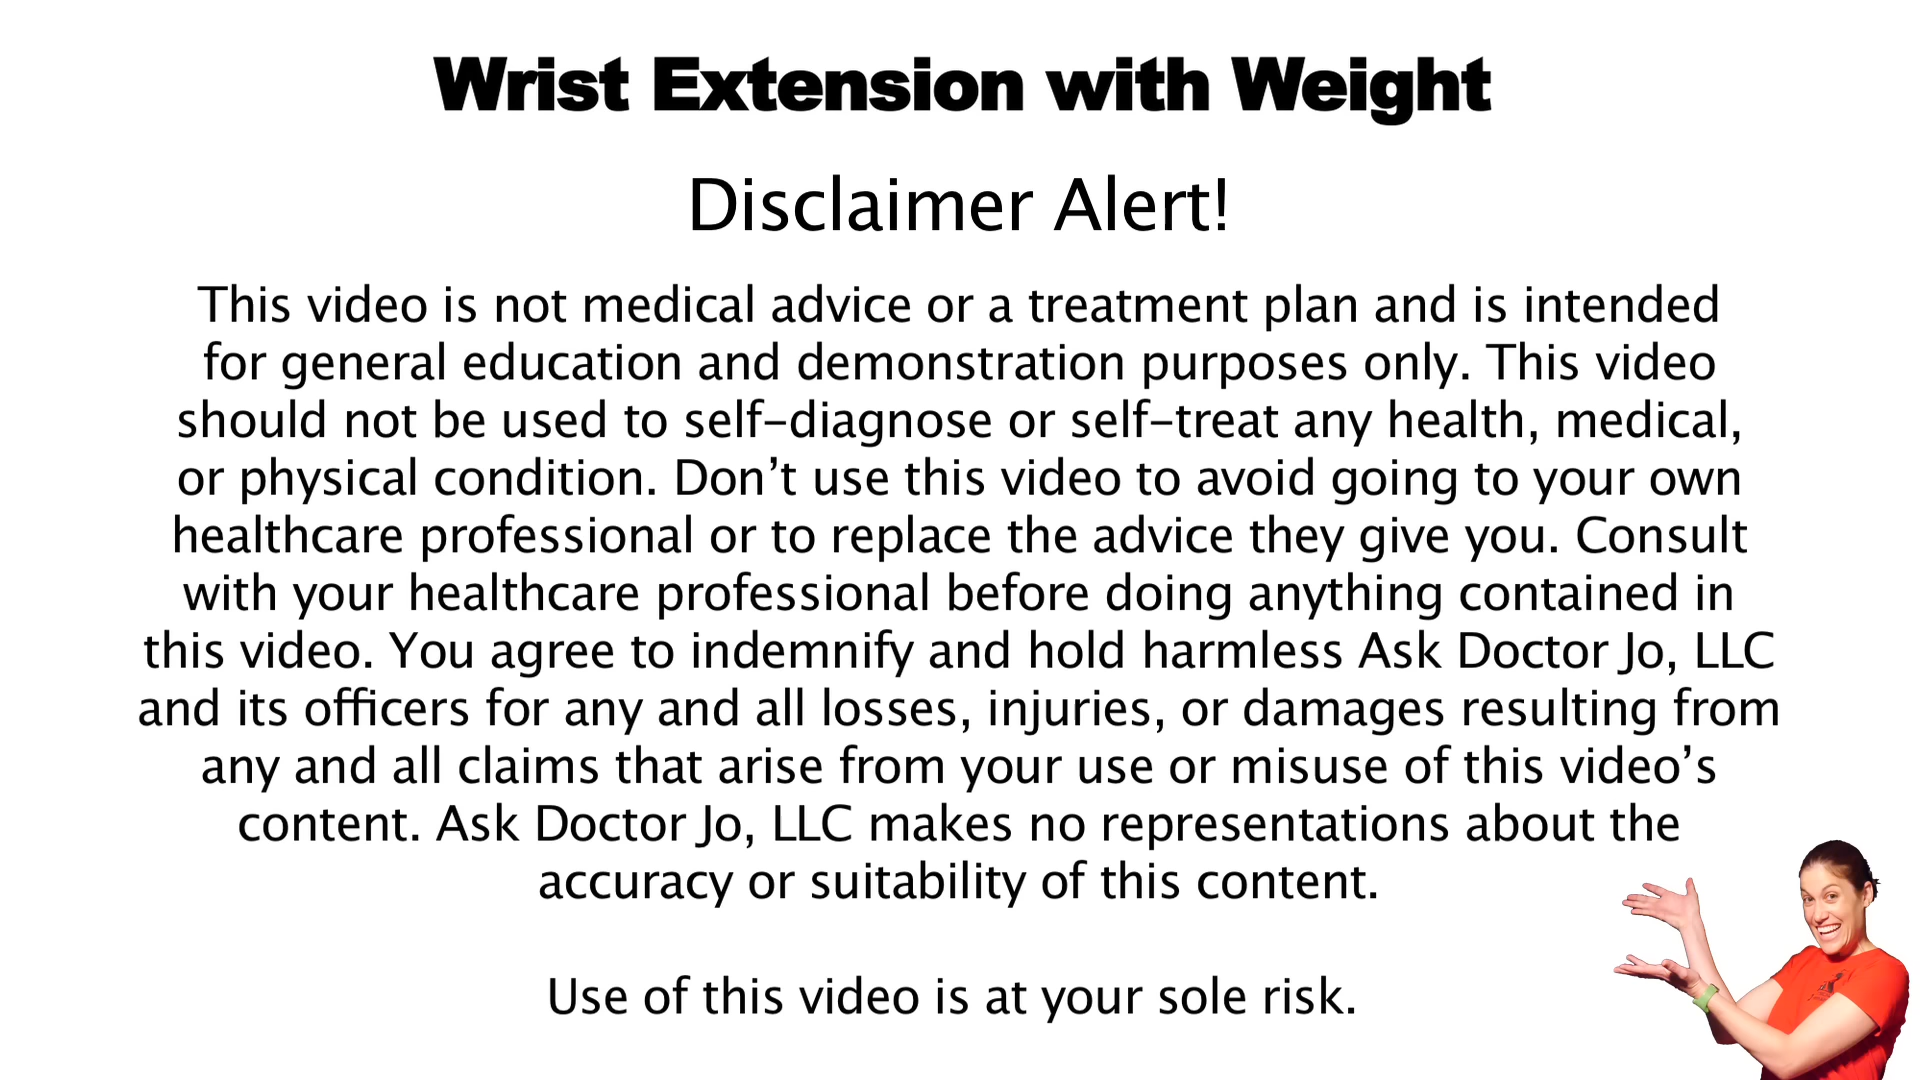 Wrist Extension with Weight
Disclaimer Alert!
This video is not medical advice or a treatment plan and is intended
for general education and demonstration purposes only. This video
should not be used to self-diagnose or self-treat any health, medical,
or physical condition. Don’t use this video to avoid going to your own
healthcare professional or to replace the advice they give you. Consult
with your healthcare professional before doing anything contained in
this video. You agree to indemnify and hold harmless Ask Doctor Jo, LLC
and its officers for any and all losses, injuries, or damages resulting from
any and all claims that arise from your use or misuse of this video’s
content. Ask Doctor Jo, LLC makes no representations about the
accuracy or suitability of this content.
Use of this video is at your sole risk.